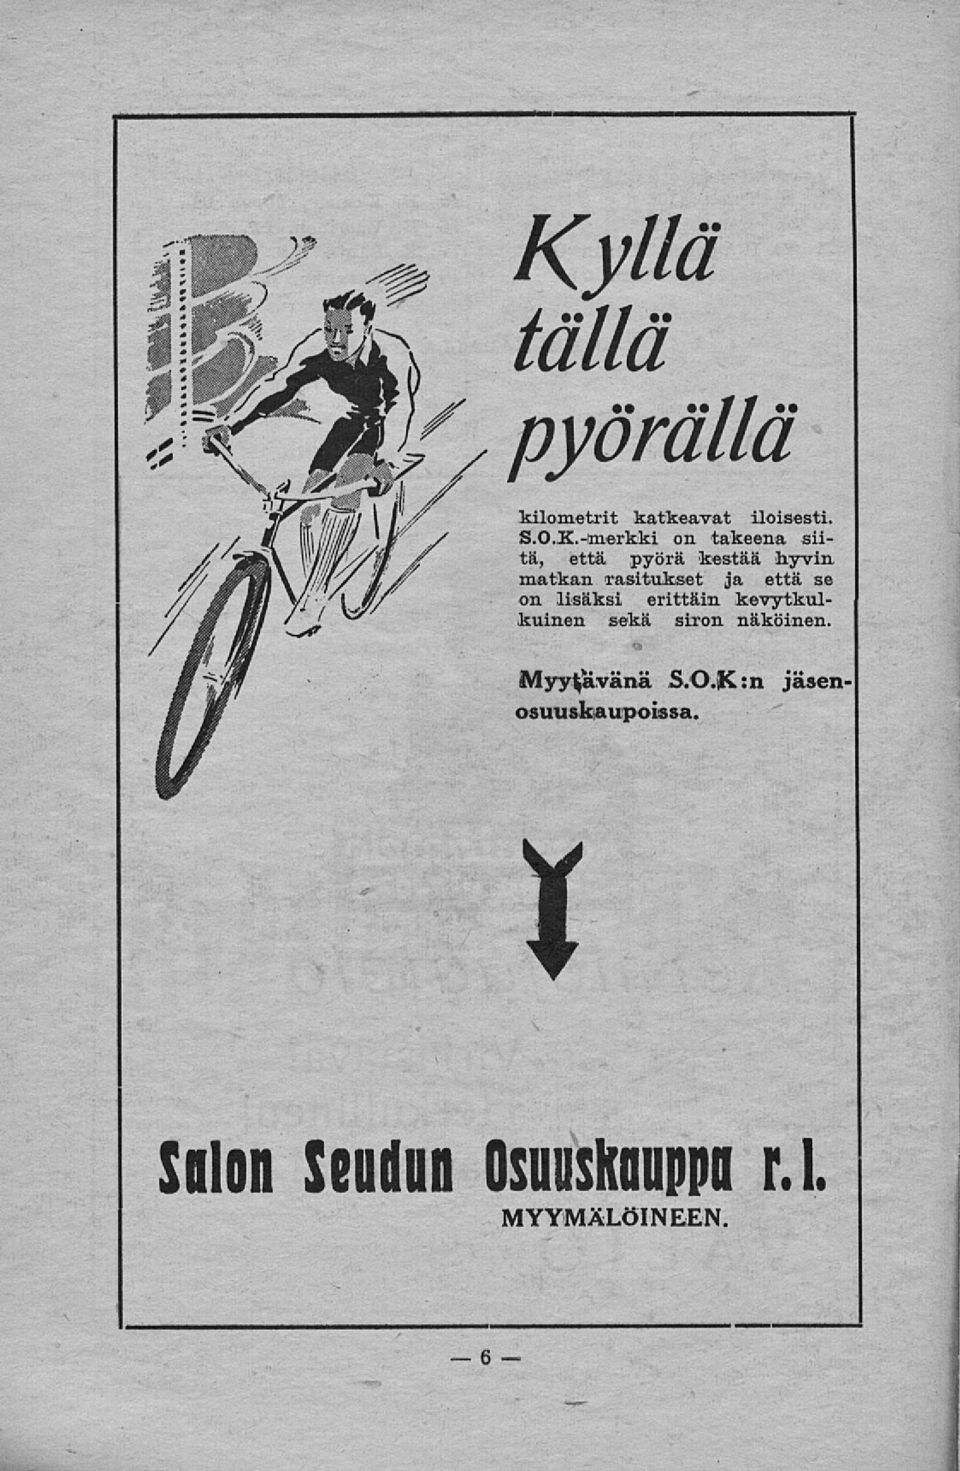 Kyllä
tällä
pyörällä
kilometrit katkeavat iloisesti.
S.O.K.-merkki on takeena sii-
tä, että pyörä kestää hyvin
matkan rasitukset ja että se
on lisäksi erittäin kevytkul-
kuinen sekä siron näköinen.
Myytävänä S.O.K:n jäsen-
osuuskaupoissa.
Salon Seudun Osuuskauppa r. l.
MYYMÄLÖINEEN.
— 6 —